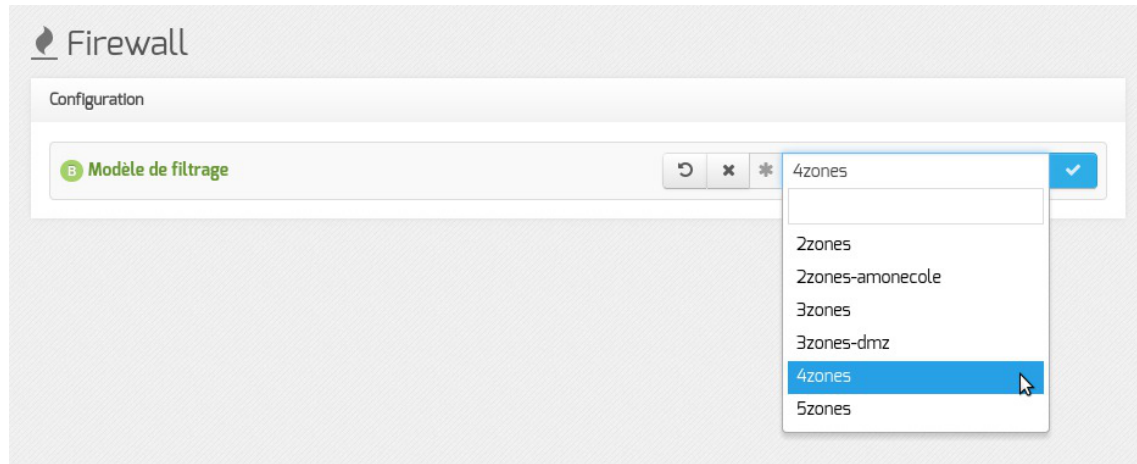 Firewall
Configuration
B Modèle de filtrage
4zones
2zones
2zones-amonecole
3zones
3zones-dmz
4zones
5zones